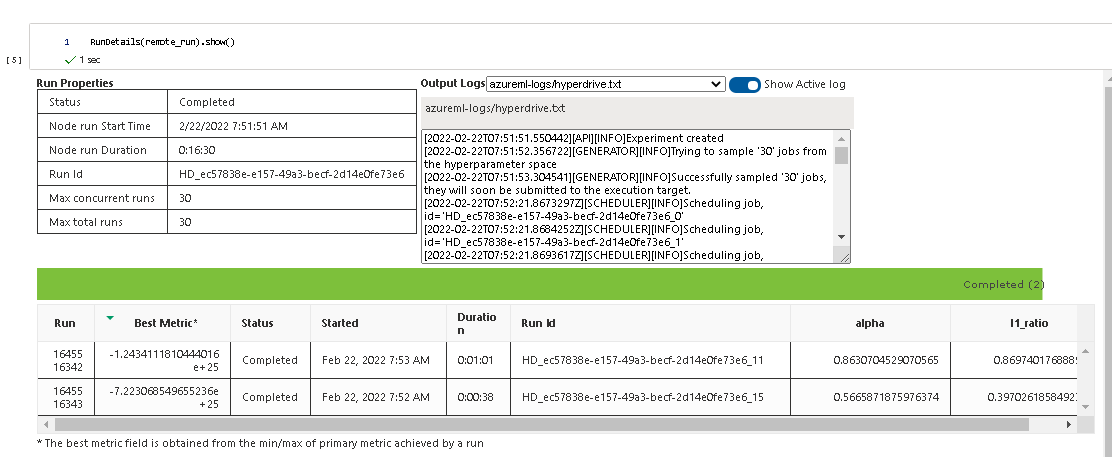 1 RunDetails(remote_run).show()
[5]
1 sec
Run Properties
Status Completed
Node run Start Time 2/22/2022 7:51:51 AM
Node run Duration 0:16:30
Run Id HD_ec57838e-e157-49a3-becf-2d14e0fe73e6
Max concurrent runs 30
Max total runs 30
Output Logs azureml-logs/hyperdrive.txt Show Active log
azureml-logs/hyperdrive.txt
[2022-02-22T07:51:51.550442][API][INFO]Experiment created
[2022-02-22T07:51:52.356722][GENERATOR][INFO]Trying to sample '30' jobs from
the hyperparameter space
[2022-02-22T07:51:53.304541][GENERATOR][INFO]Successfully sampled '30' jobs,
they will soon be submitted to the execution target.
[2022-02-22T07:52:21.8673297Z][SCHEDULER][INFO]Scheduling job,
id='HD_ec57838e-e157-49a3-becf-2d14e0fe73e6_0'
[2022-02-22T07:52:21.8684252Z][SCHEDULER][INFO]Scheduling job,
id='HD_ec57838e-e157-49a3-becf-2d14e0fe73e6_1'
[2022-02-22T07:52:21.8693617Z][SCHEDULER][INFO]Scheduling job,
Completed (2)
Run Best Metric* Status Started Duratio
n Run Id alpha l1_ratio
16455
16342 -1.2434111810444016
e+25 Completed Feb 22, 2022 7:53 AM 0:01:01 HD_ec57838e-e157-49a3-becf-2d14e0fe73e6_11 0.8630704529070565
16455
16343 -7.223068549655236e
+25 Completed Feb 22, 2022 7:52 AM 0:00:38 HD_ec57838e-e157-49a3-becf-2d14e0fe73e6_15 0.5665871875976374
* The best metric field is obtained from the min/max of primary metric achieved by a run